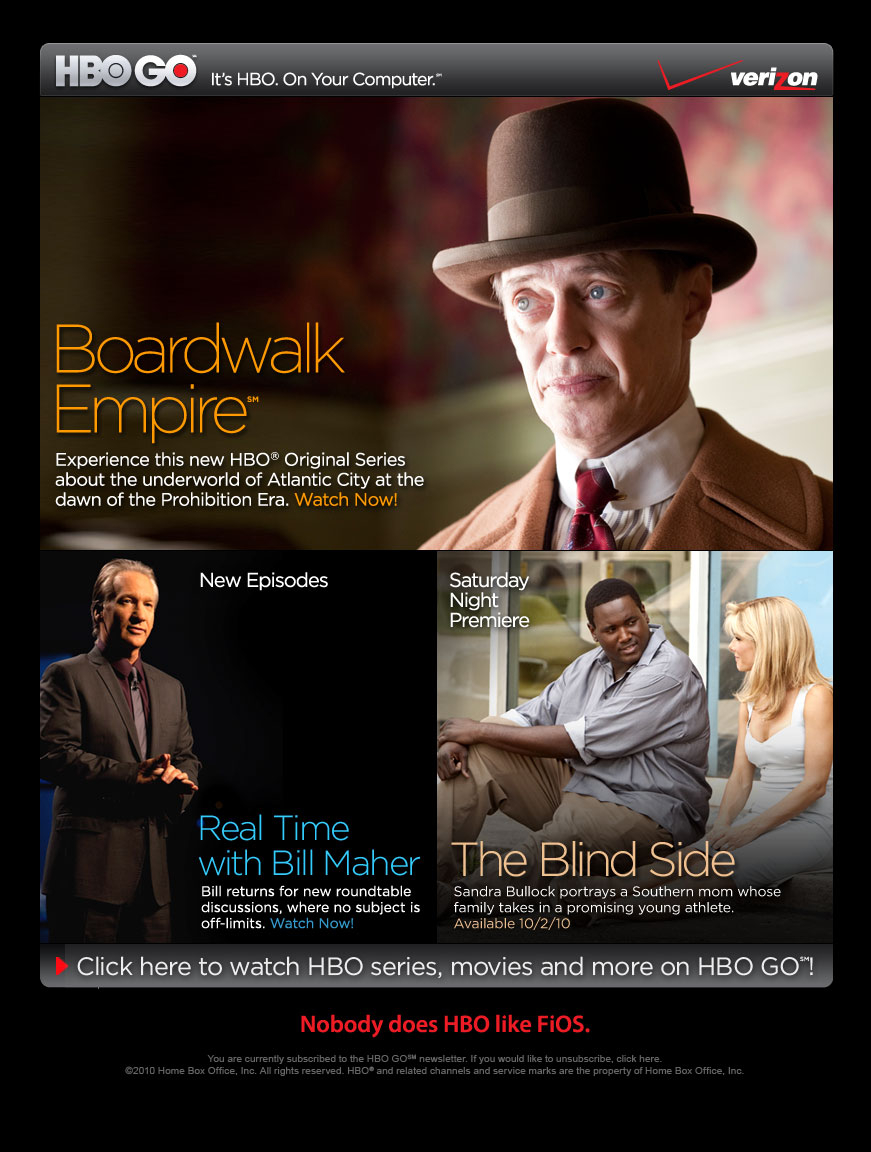 HBO GO™ It's HBO. On Your Computer.℠
verizon
Boardwalk
Empire℠
Experience this new HBO® Original Series
about the underworld of Atlantic City at the
dawn of the Prohibition Era. Watch Now!
New Episodes
Real Time
with Bill Maher
Bill returns for new roundtable
discussions, where no subject is
off-limits. Watch Now!
Saturday
Night
Premiere
The Blind Side
Sandra Bullock portrays a Southern mom whose
family takes in a promising young athlete.
Available 10/2/10
Click here to watch HBO series, movies and more on HBO GO℠!
Nobody does HBO like FiOS.
You are currently subscribed to the HBO GO℠ newsletter. If you would like to unsubscribe, click here.
©2010 Home Box Office, Inc. All rights reserved. HBO® and related channels and service marks are the property of Home Box Office, Inc.